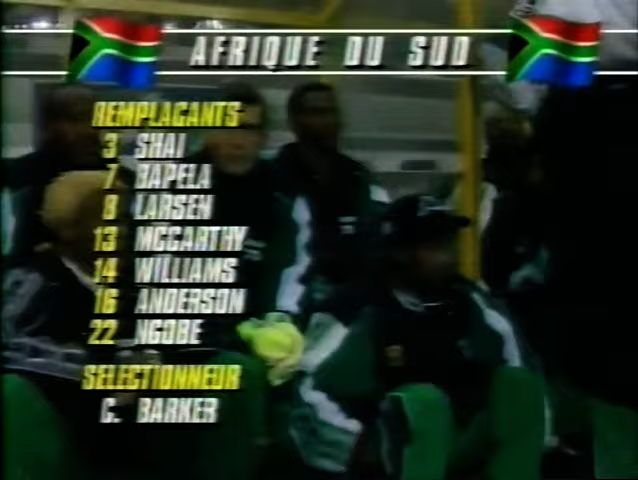 AFRIQUE DU SUD
REMPLACANTS
3 SHAI
7 BAPELA
8 LARSEN
13 MCCARTHY
14 WILLIAMS
16 ANDERSON
22 NGOBE
SELECTIONNEUR
C. BARKER